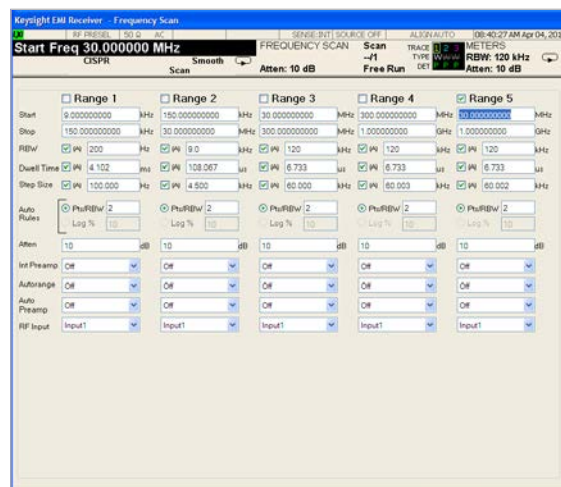 Keysight EMI Receiver - Frequency Scan
LXI RF PRESEL 50 Ω AC SENSE:INT SOURCE OFF ALIGN AUTO 08:40:27 AM Apr 04, 201
Start Freq 30.000000 MHz FREQUENCY SCAN Scan TRACE 1 2 3 METERS
CISPR Smooth --/1 TYPE W W W RBW: 120 kHz
Scan Atten: 10 dB Free Run DET P P P Atten: 10 dB
Range 1 Range 2 Range 3 Range 4 Range 5
Start 9.000000000 kHz 150.000000000 kHz 30.000000000 MHz 300.000000000 MHz 30.000000000 MHz
Stop 150.000000000 kHz 30.000000000 MHz 300.000000000 MHz 1.000000000 GHz 1.000000000 GHz
RBW 200 Hz 9.0 kHz 120 kHz 120 kHz 120 kHz
Dwell Time 4.102 ms 108.067 us 6.733 us 6.733 us 6.733 us
Step Size 100.000 Hz 4.500 kHz 60.000 kHz 60.003 kHz 60.002 kHz
Auto Rules Pts/RBW 2 Pts/RBW 2 Pts/RBW 2 Pts/RBW 2 Pts/RBW 2
Log % 10 Log % 10 Log % 10 Log % 10 Log % 10
Atten 10 dB 10 dB 10 dB 10 dB 10 dB
Int Preamp Off Off Off Off Off
Autorange Off Off Off Off Off
Auto Preamp Off Off Off Off Off
RF Input Input1 Input1 Input1 Input1 Input1